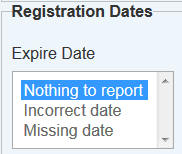 Registration Dates
Expire Date
Nothing to report
Incorrect date
Missing date